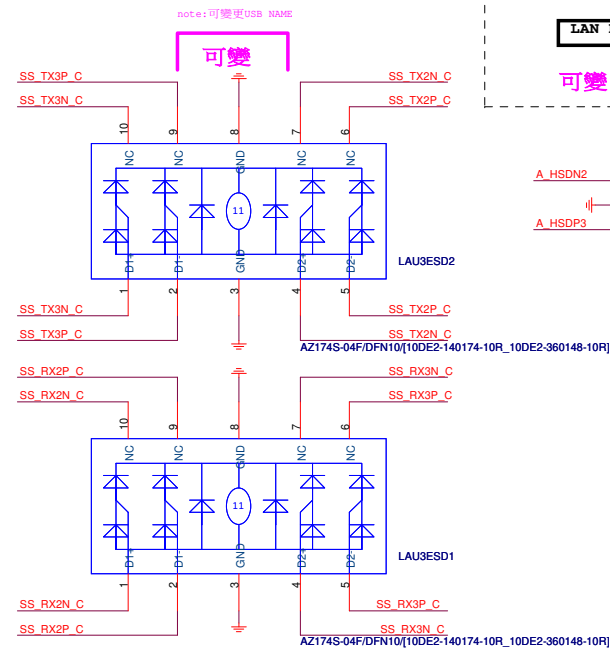 note:可變更USB NAME
可變
LAN
可變
SS_TX3P_C
SS_TX2N_C
SS_TX3N_C
SS_TX2P_C
10
9
8
7
6
NC
NC
GND
NC
NC
11
D1+
D1-
GND
D2+
D2-
LAU3ESD2
1
2
3
4
5
SS_TX3N_C
SS_TX2P_C
SS_TX3P_C
SS_TX2N_C
AZ174S-04F/DFN10/[10DE2-140174-10R_10DE2-360148-10R]
A_HSDN2
A_HSDP3
SS_RX2P_C
SS_RX3N_C
SS_RX2N_C
SS_RX3P_C
10
9
8
7
6
NC
NC
GND
NC
NC
11
D1+
D1-
GND
D2+
D2-
LAU3ESD1
1
2
3
4
5
SS_RX2N_C
SS_RX3P_C
SS_RX2P_C
SS_RX3N_C
AZ174S-04F/DFN10/[10DE2-140174-10R_10DE2-360148-10R]